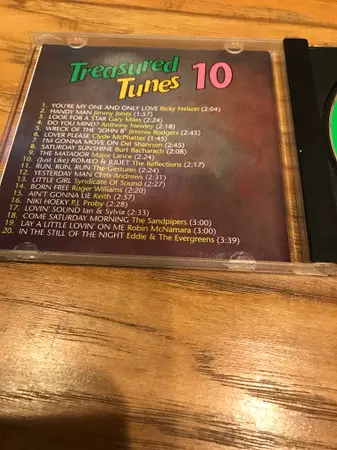 Treasured
Tunes 10
1. YOU'RE MY ONE AND ONLY LOVE Ricky Nelson (2:04)
2. HANDY MAN Jimmy Jones (1:57)
3. LOOK FOR A STAR Gary Miles (2:24)
4. DO YOU MIND? Anthony Newley (2:18)
5. WRECK OF THE "JOHN B" Jimmie Rodgers (2:45)
6. LOVER PLEASE Clyde McPhatter (1:45)
7. I'M GONNA MOVE ON Del Shannon (2:45)
8. SATURDAY SUNSHINE Burt Bacharach (2:08)
9. THE MATADOR Major Lance (2:24)
10. (Just Like) ROMEO & JULIET The Reflections (2:17)
11. RUN, RUN, RUN The Gestures (2:24)
12. YESTERDAY MAN Chris Andrews (2:31)
13. LITTLE GIRL Syndicate Of Sound (2:27)
14. BORN FREE Roger Williams (2:20)
15. AIN'T GONNA LIE Keith (2:57)
16. NIKI HOEKY P.J. Proby (2:28)
17. LOVIN' SOUND Ian & Sylvia (2:33)
18. COME SATURDAY MORNING The Sandpipers (3:00)
19. LAY A LITTLE LOVIN' ON ME Robin McNamara (3:00)
20. IN THE STILL OF THE NIGHT Eddie & The Evergreens (3:39)